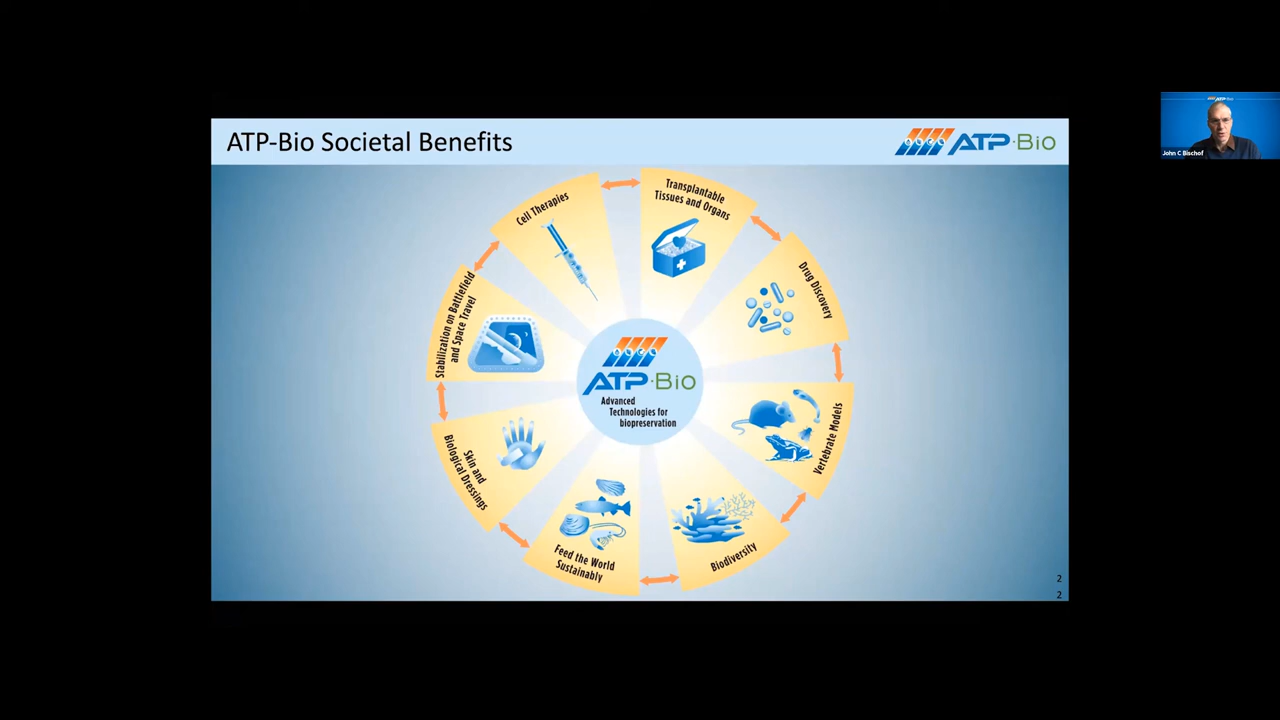 ATP-Bio Societal Benefits
ATP·Bio
John C Bischof
Cell Therapies
Transplantable
Tissues and Organs
Drug Discovery
Vertebrate Models
Biodiversity
Feed the World
Sustainably
Skin and
Biological Dressings
Stabilization on Battlefield
and Space Travel
ATP·Bio
Advanced
Technologies for
biopreservation
2
2